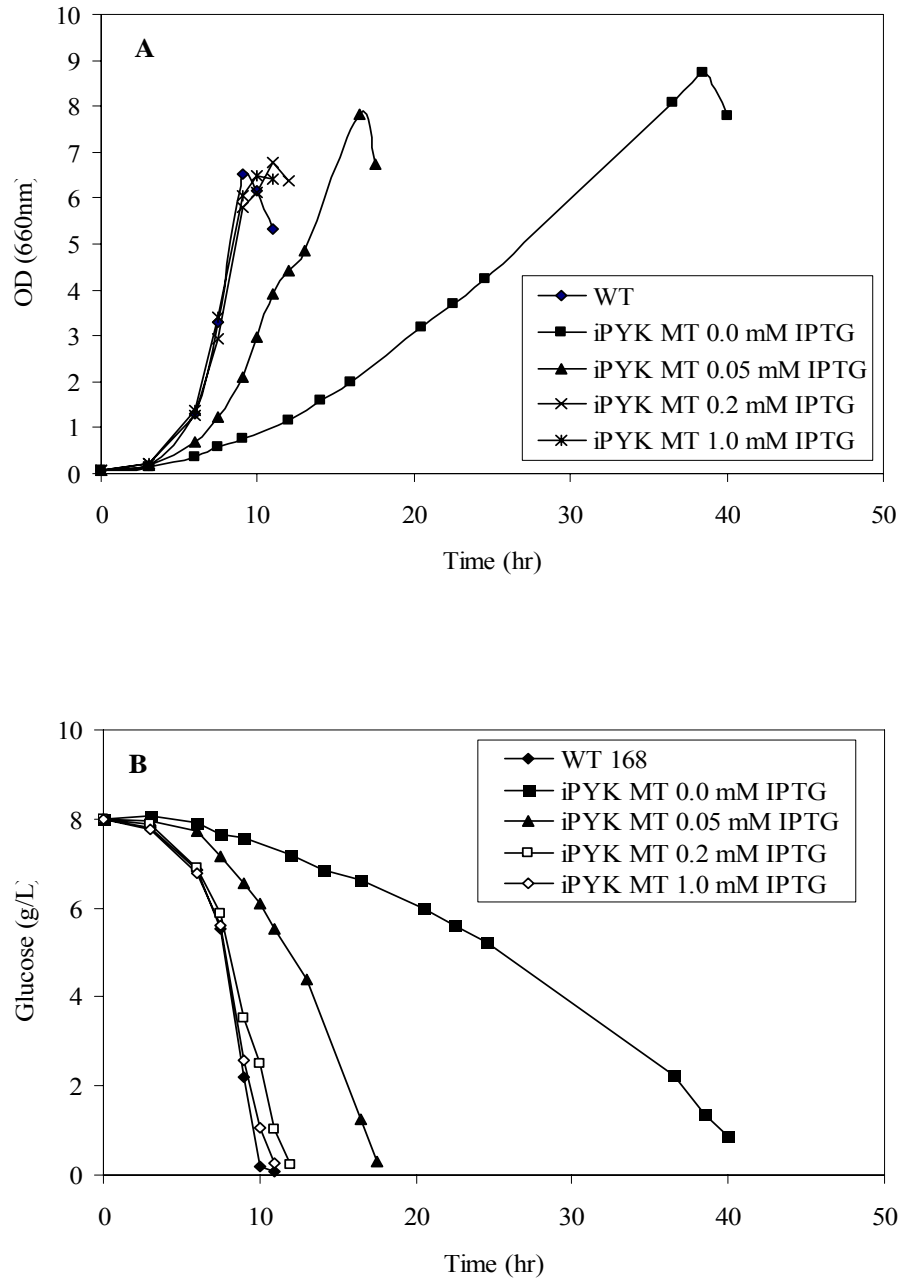 10
9
8
7
6
5
4
3
2
1
0
A
OD (660nm)
WT
iPYK MT 0.0 mM IPTG
iPYK MT 0.05 mM IPTG
iPYK MT 0.2 mM IPTG
iPYK MT 1.0 mM IPTG
0 10 20 30 40 50
Time (hr)
10
8
6
4
2
0
B
Glucose (g/L)
WT 168
iPYK MT 0.0 mM IPTG
iPYK MT 0.05 mM IPTG
iPYK MT 0.2 mM IPTG
iPYK MT 1.0 mM IPTG
0 10 20 30 40 50
Time (hr)